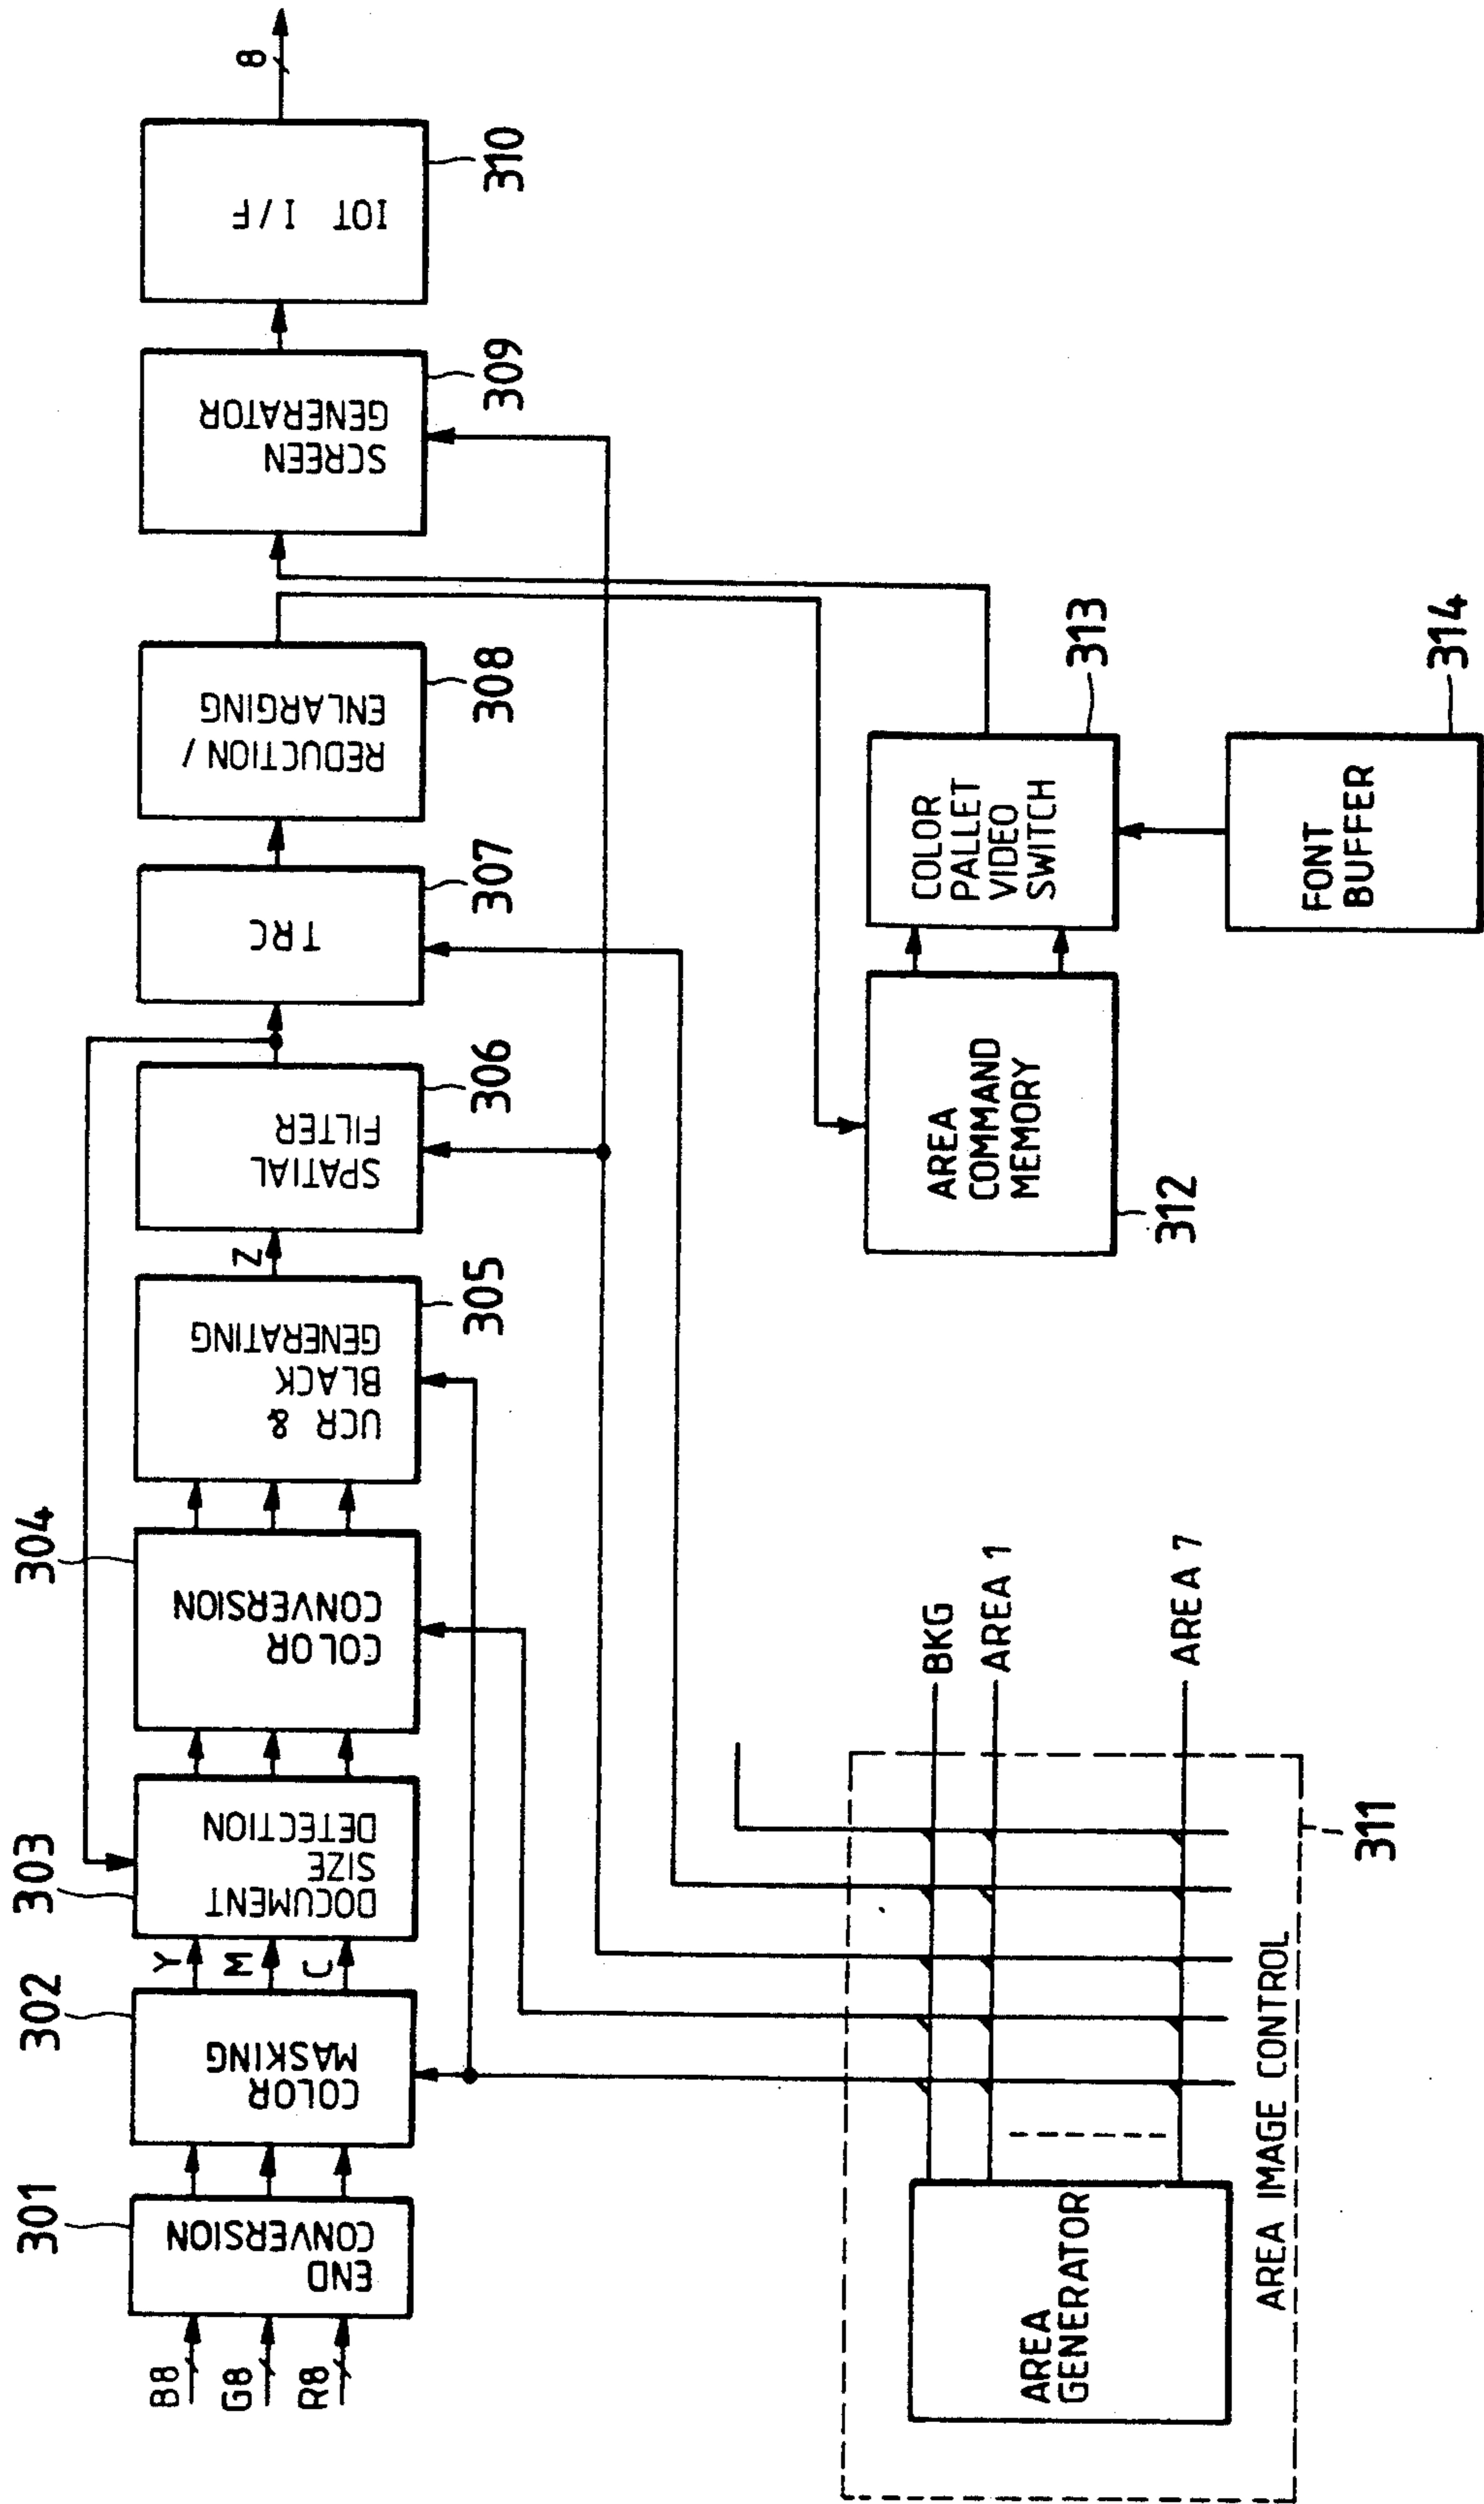 B8
G8
R8
301
END
CONVERSION
302
COLOR
MASKING
Y
M
C
303
DOCUMENT
SIZE
DETECTION
304
COLOR
CONVERSION
305
UCR &
BLACK
GENERATING
Z
306
SPATIAL
FILTER
307
TRC
308
REDUCTION /
ENLARGING
309
SCREEN
GENERATOR
310
IOT I/F
8
AREA
GENERATOR
BKG
AREA 1
AREA 7
AREA IMAGE CONTROL
311
AREA
COMMAND
MEMORY
312
COLOR
PALLET
VIDEO
SWITCH
313
FONT
BUFFER
314